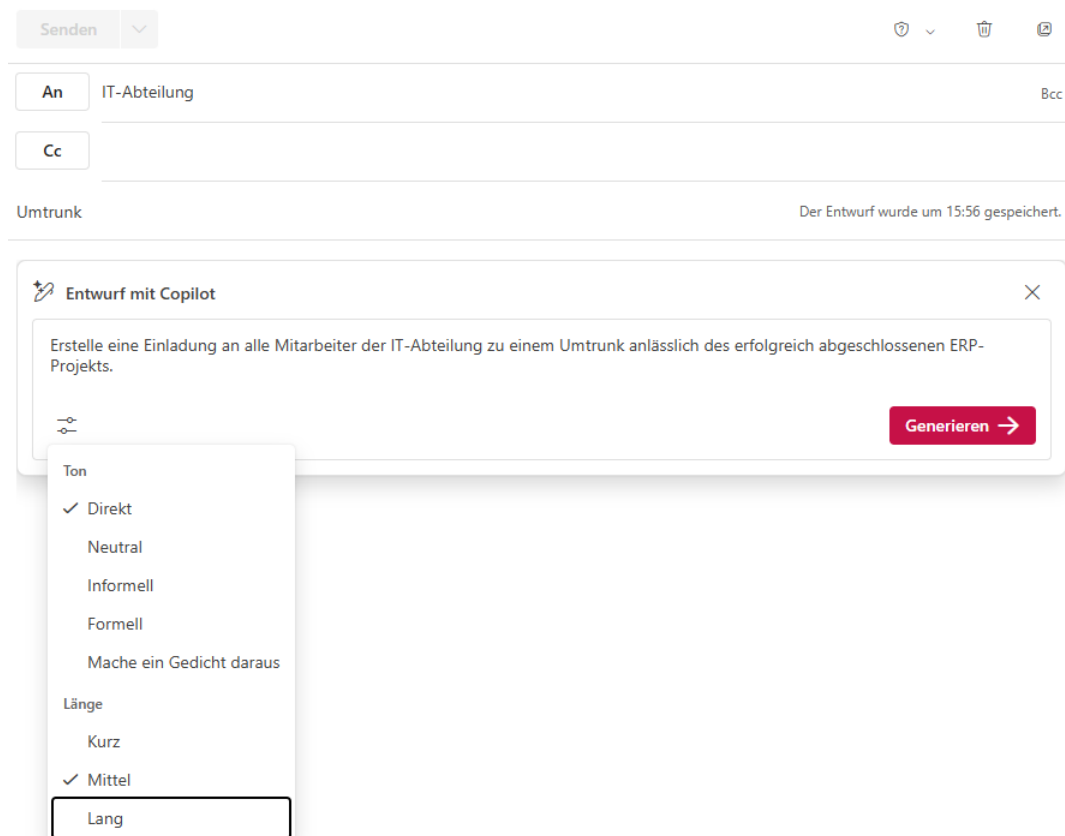 Senden
An
IT-Abteilung
Bcc
Cc
Umtrunk
Der Entwurf wurde um 15:56 gespeichert.
Entwurf mit Copilot
Erstelle eine Einladung an alle Mitarbeiter der IT-Abteilung zu einem Umtrunk anlässlich des erfolgreich abgeschlossenen ERP-
Projekts.
Generieren
Ton
Direkt
Neutral
Informell
Formell
Mache ein Gedicht daraus
Länge
Kurz
Mittel
Lang